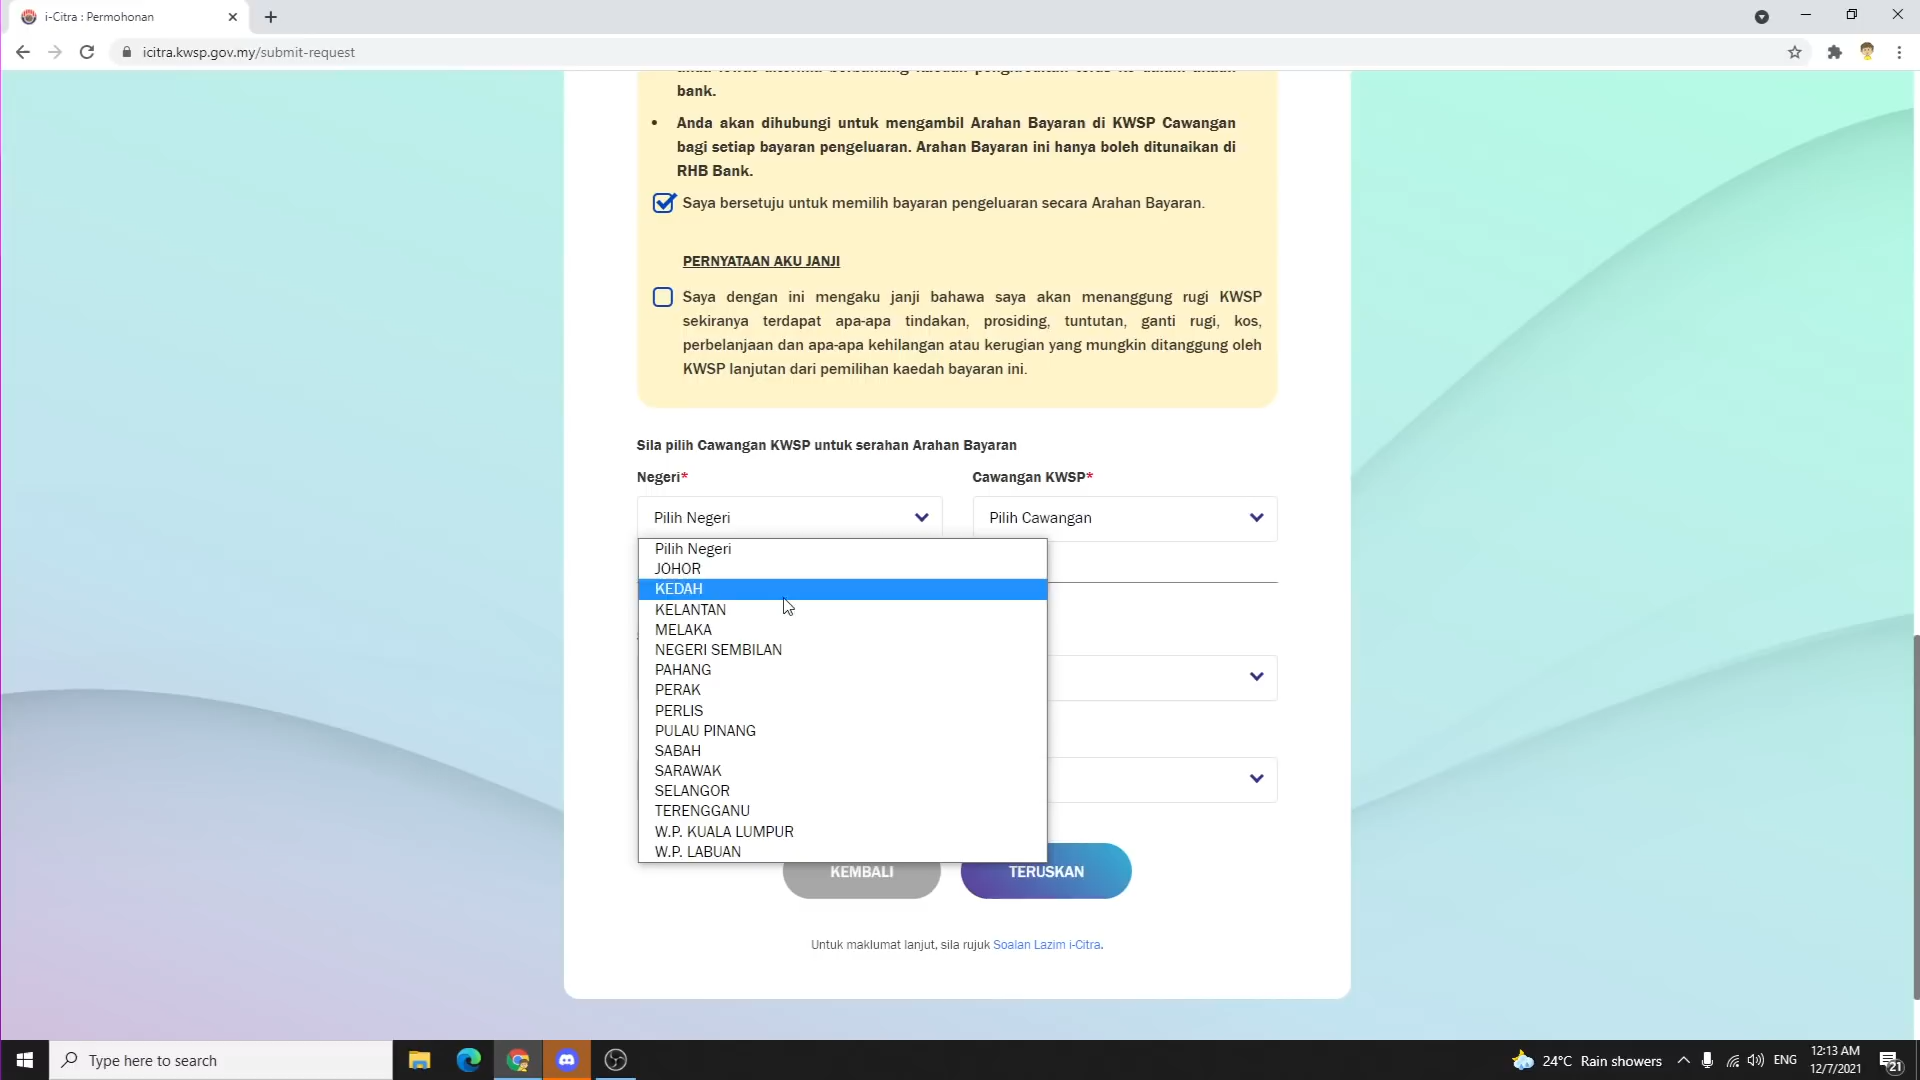 i-Citra : Permohonan
icitra.kwsp.gov.my/submit-request
bank.
• Anda akan dihubungi untuk mengambil Arahan Bayaran di KWSP Cawangan
bagi setiap bayaran pengeluaran. Arahan Bayaran ini hanya boleh ditunaikan di
RHB Bank.
Saya bersetuju untuk memilih bayaran pengeluaran secara Arahan Bayaran.
PERNYATAAN AKU JANJI
Saya dengan ini mengaku janji bahawa saya akan menanggung rugi KWSP
sekiranya terdapat apa-apa tindakan, prosiding, tuntutan, ganti rugi, kos,
perbelanjaan dan apa-apa kehilangan atau kerugian yang mungkin ditanggung oleh
KWSP lanjutan dari pemilihan kaedah bayaran ini.
Sila pilih Cawangan KWSP untuk serahan Arahan Bayaran
Negeri* Cawangan KWSP*
Pilih Negeri Pilih Cawangan
Pilih Negeri
JOHOR
KEDAH
KELANTAN
MELAKA
NEGERI SEMBILAN
PAHANG
PERAK
PERLIS
PULAU PINANG
SABAH
SARAWAK
SELANGOR
TERENGGANU
W.P. KUALA LUMPUR
W.P. LABUAN
KEMBALI TERUSKAN
Untuk maklumat lanjut, sila rujuk Soalan Lazim i-Citra.
Type here to search
24°C Rain showers ENG 12:13 AM
12/7/2021 21